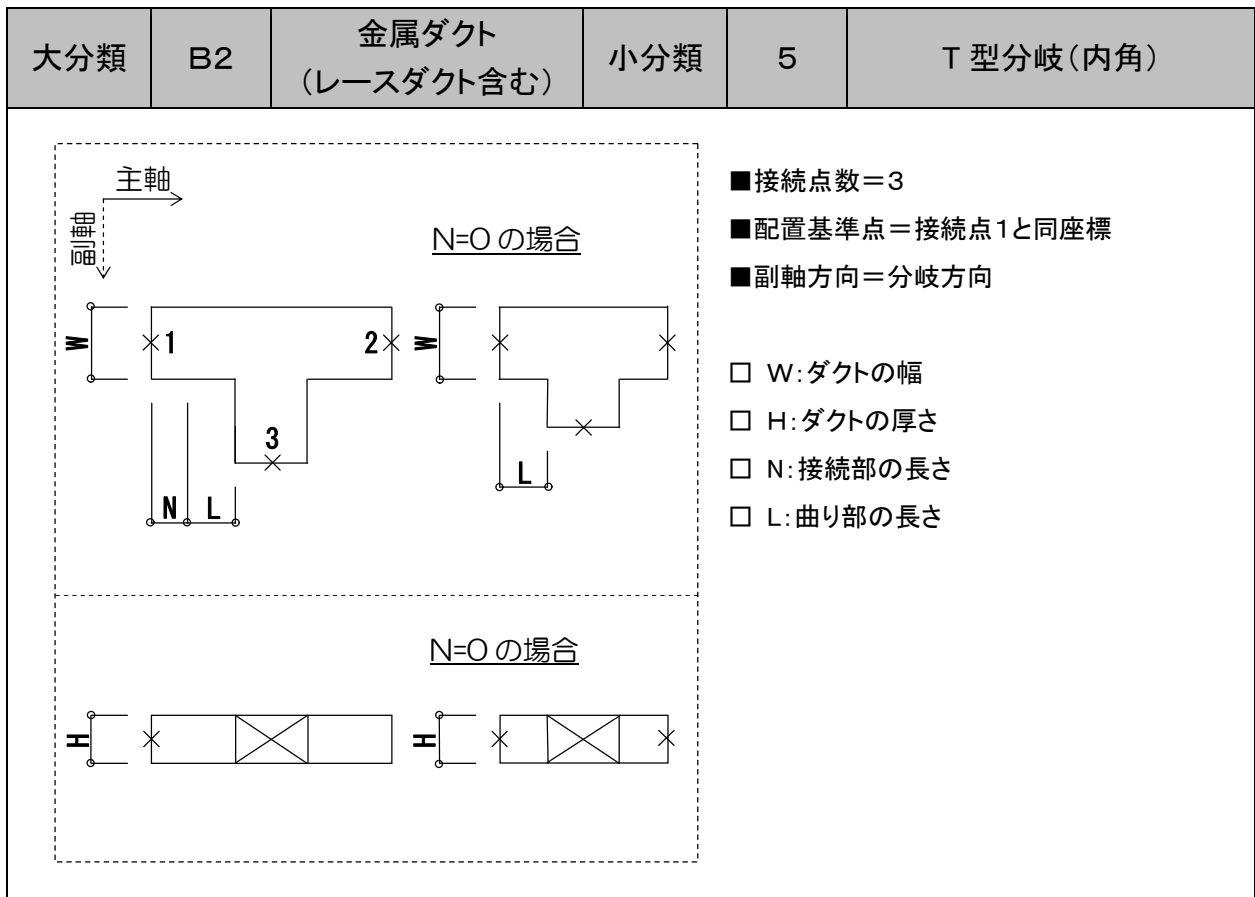 大分類
B2
金属ダクト
(レースダクト含む)
小分類
5
T型分岐(内角)
主軸
副軸
N=0の場合
W
1
2
W
3
N
L
L
■接続点数=3
■配置基準点=接続点1と同座標
■副軸方向=分岐方向
□ W:ダクトの幅
□ H:ダクトの厚さ
□ N:接続部の長さ
□ L:曲り部の長さ
N=0の場合
H
H